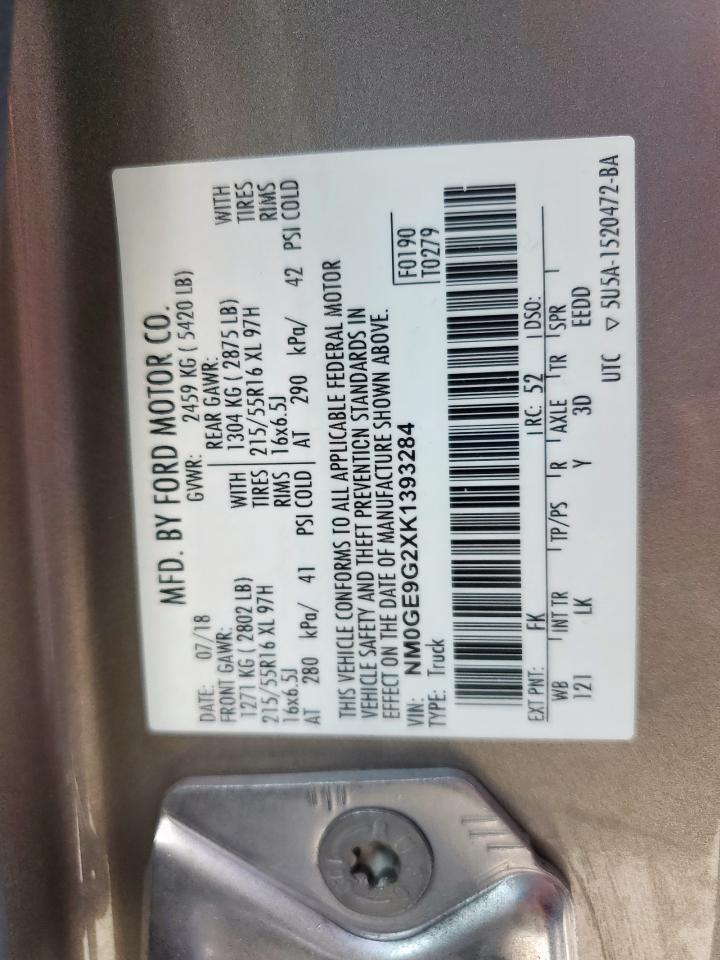 MFD. BY FORD MOTOR CO.
DATE: 07/18 GVWR: 2459 KG ( 5420 LB)
FRONT GAWR: REAR GAWR:
1271 KG ( 2802 LB) WITH 1304 KG ( 2875 LB) WITH
215/55R16 XL 97H TIRES 215/55R16 XL 97H TIRES
16x6.5J RIMS 16x6.5J RIMS
AT 280 kPa/ 41 PSI COLD AT 290 kPa/ 42 PSI COLD
THIS VEHICLE CONFORMS TO ALL APPLICABLE FEDERAL MOTOR
VEHICLE SAFETY AND THEFT PREVENTION STANDARDS IN
EFFECT ON THE DATE OF MANUFACTURE SHOWN ABOVE.
VIN: NM0GE9G2XK1393284 F0190
TYPE: Truck T0279
EXT PNT: FK RC: 52 DSO:
WB INT TR TP/PS R AXLE TR SPR
121 LK Y 3D EEDD
UTC ▽ 5U5A-1520472-BA